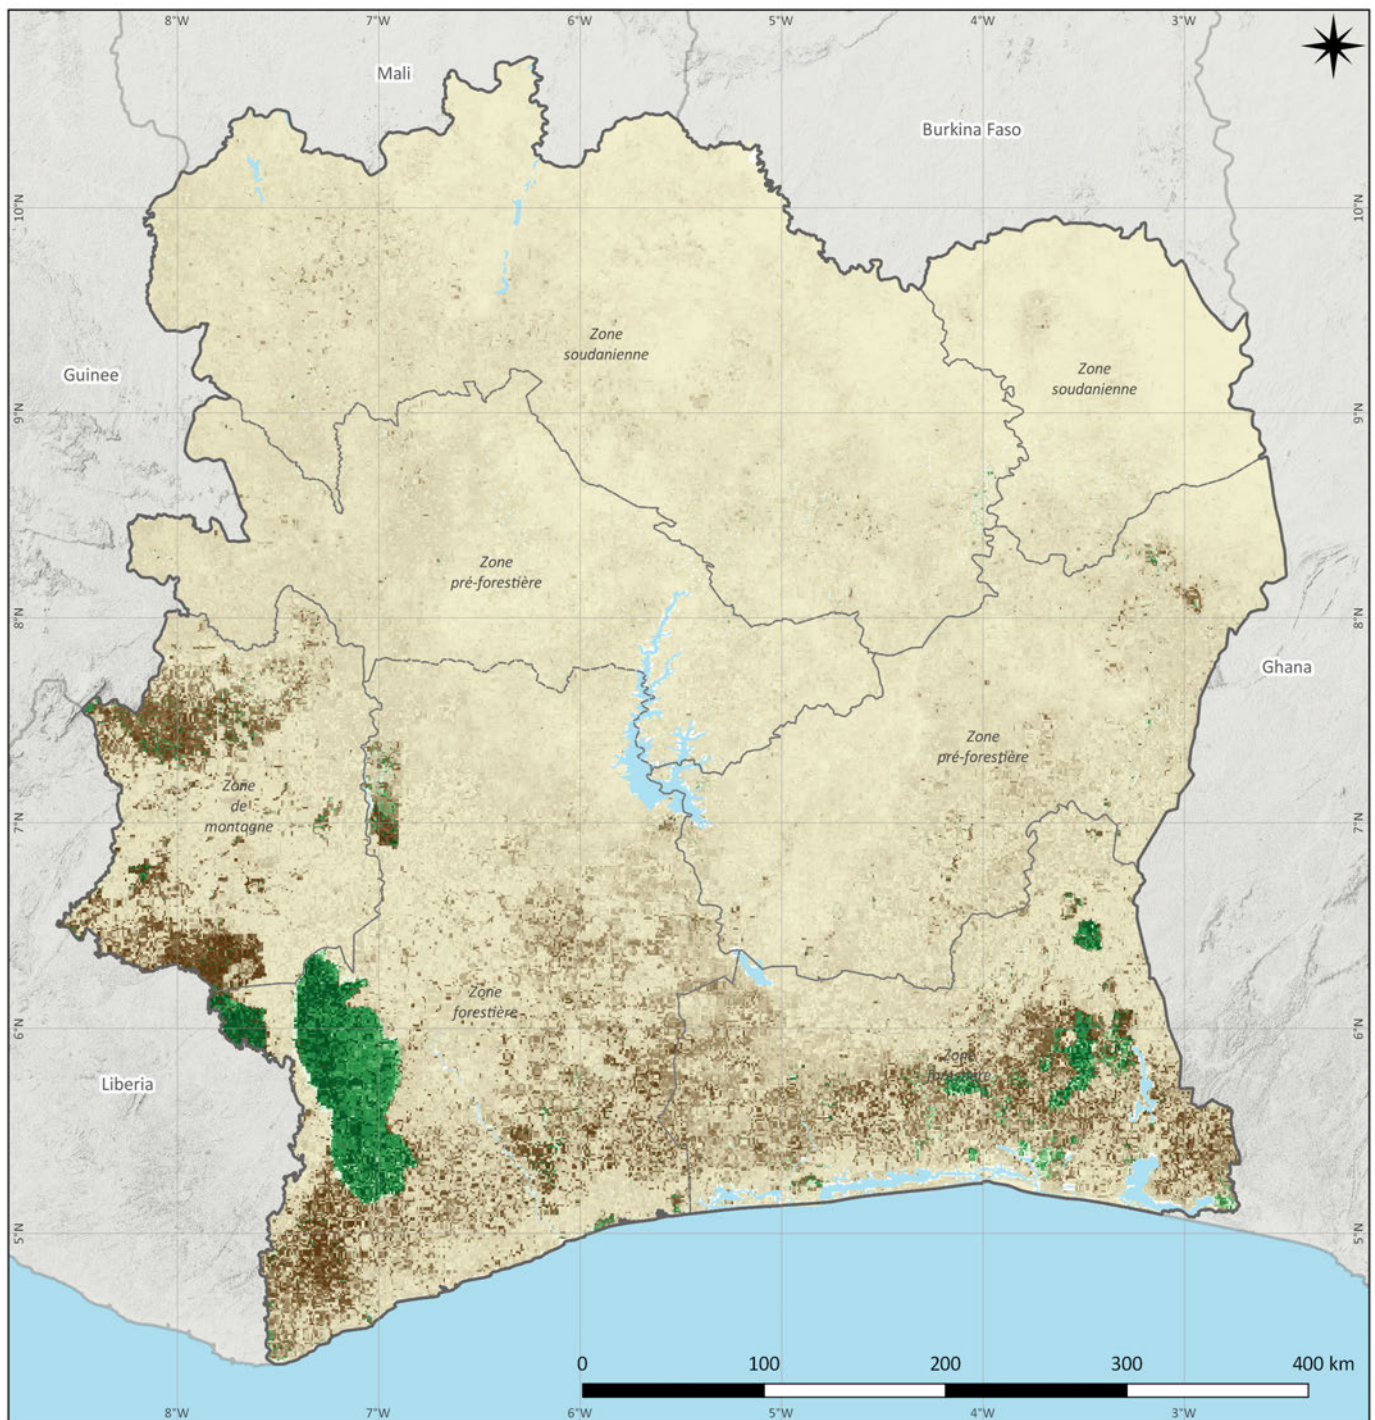 8°W 7°W 6°W 5°W 4°W 3°W
Mali
Burkina Faso
10°N 10°N
Zone
soudanienne
Zone
soudanienne
Guinee
9°N 9°N
Zone
pré-forestière
8°N 8°N
Ghana
Zone
pré-forestière
Zone
de
montagne
7°N 7°N
Zone
forestière
6°N 6°N
Zone
forestière
Liberia
5°N 5°N
0 100 200 300 400 km
8°W 7°W 6°W 5°W 4°W 3°W